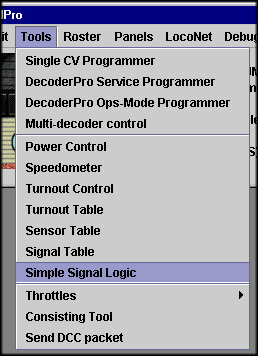 lPro
it Tools Roster Panels LocoNet Debu
Single CV Programmer
DecoderPro Service Programmer
DecoderPro Ops-Mode Programmer
Multi-decoder control
Power Control
Speedometer
Turnout Control
Turnout Table
Sensor Table
Signal Table
Simple Signal Logic
Throttles
Consisting Tool
Send DCC packet